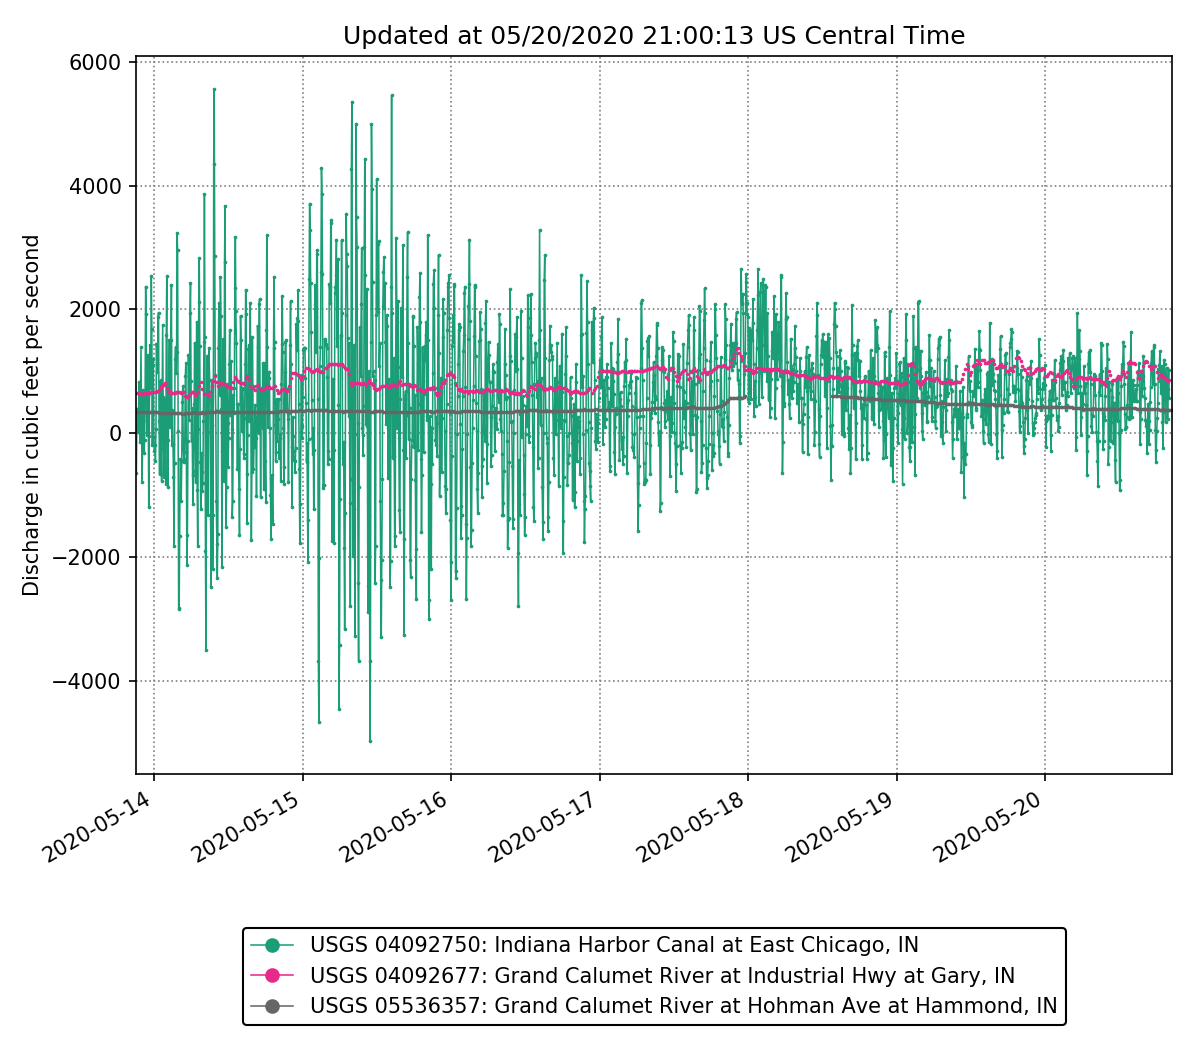 Updated at 05/20/2020 21:00:13 US Central Time
Discharge in cubic feet per second
6000
4000
2000
0
−2000
−4000
2020-05-14
2020-05-15
2020-05-16
2020-05-17
2020-05-18
2020-05-19
2020-05-20
USGS 04092750: Indiana Harbor Canal at East Chicago, IN
USGS 04092677: Grand Calumet River at Industrial Hwy at Gary, IN
USGS 05536357: Grand Calumet River at Hohman Ave at Hammond, IN